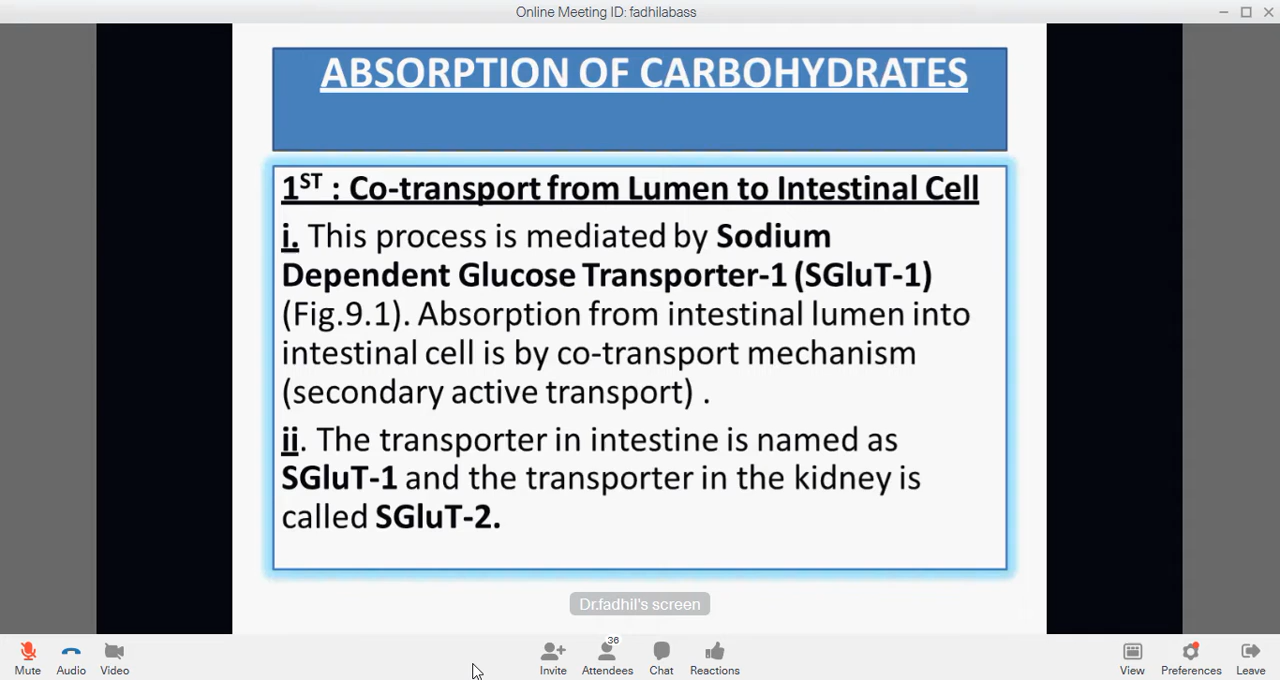 Online Meeting ID: fadhilabass
ABSORPTION OF CARBOHYDRATES
1ST : Co-transport from Lumen to Intestinal Cell
i. This process is mediated by Sodium
Dependent Glucose Transporter-1 (SGluT-1)
(Fig.9.1). Absorption from intestinal lumen into
intestinal cell is by co-transport mechanism
(secondary active transport) .
ii. The transporter in intestine is named as
SGluT-1 and the transporter in the kidney is
called SGluT-2.
Dr.fadhil's screen
36
Mute Audio Video Invite Attendees Chat Reactions View Preferences Leave